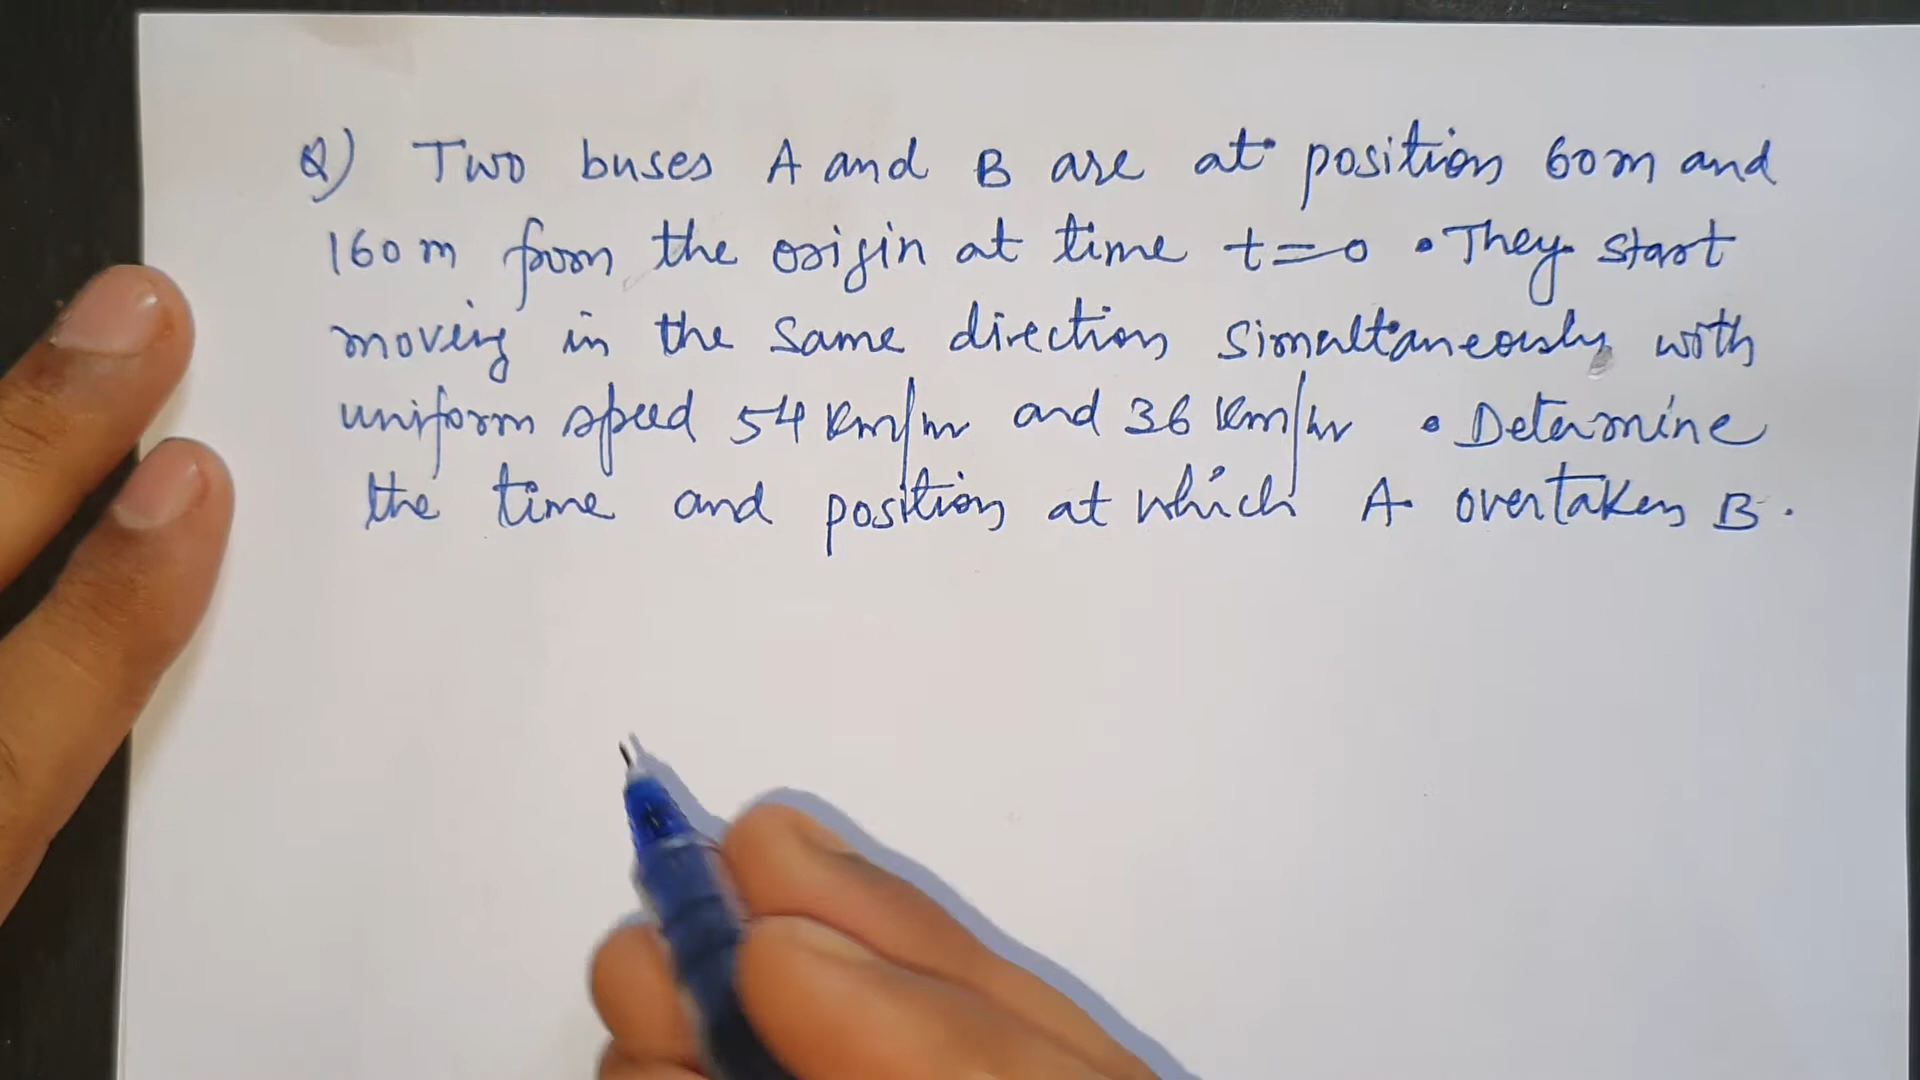 Q) Two buses A and B are at position 60m and
160m from the origin at time t=0 . They start
moving in the same direction simultaneously with
uniform speed 54 Km/hr and 36 Km/hr . Determine
the time and position at which A overtakes B.